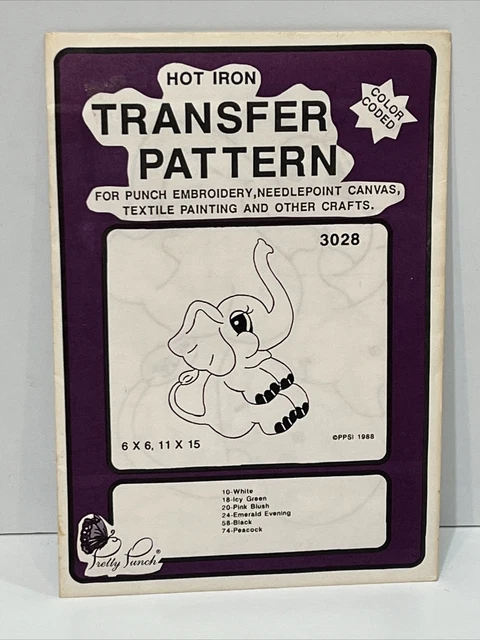 HOT IRON
TRANSFER
PATTERN
COLOR
CODED
FOR PUNCH EMBROIDERY, NEEDLEPOINT CANVAS,
TEXTILE PAINTING AND OTHER CRAFTS.
3028
6 X 6, 11 X 15
©PPSI 1988
10-White
18-Icy Green
20-Pink Blush
24-Emerald Evening
58-Black
74-Peacock
Pretty Punch®